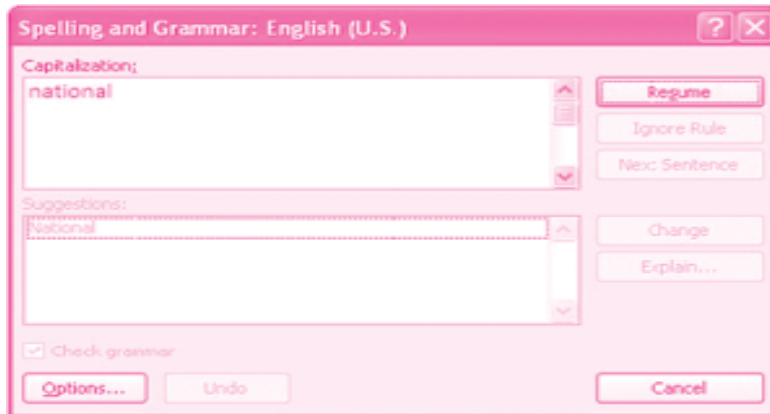 Spelling and Grammar: English (U.S.)
Capitalization:
national
Resume
Ignore Rule
Next Sentence
Suggestions:
National
Change
Explain...
Check grammar
Options...
Undo
Cancel